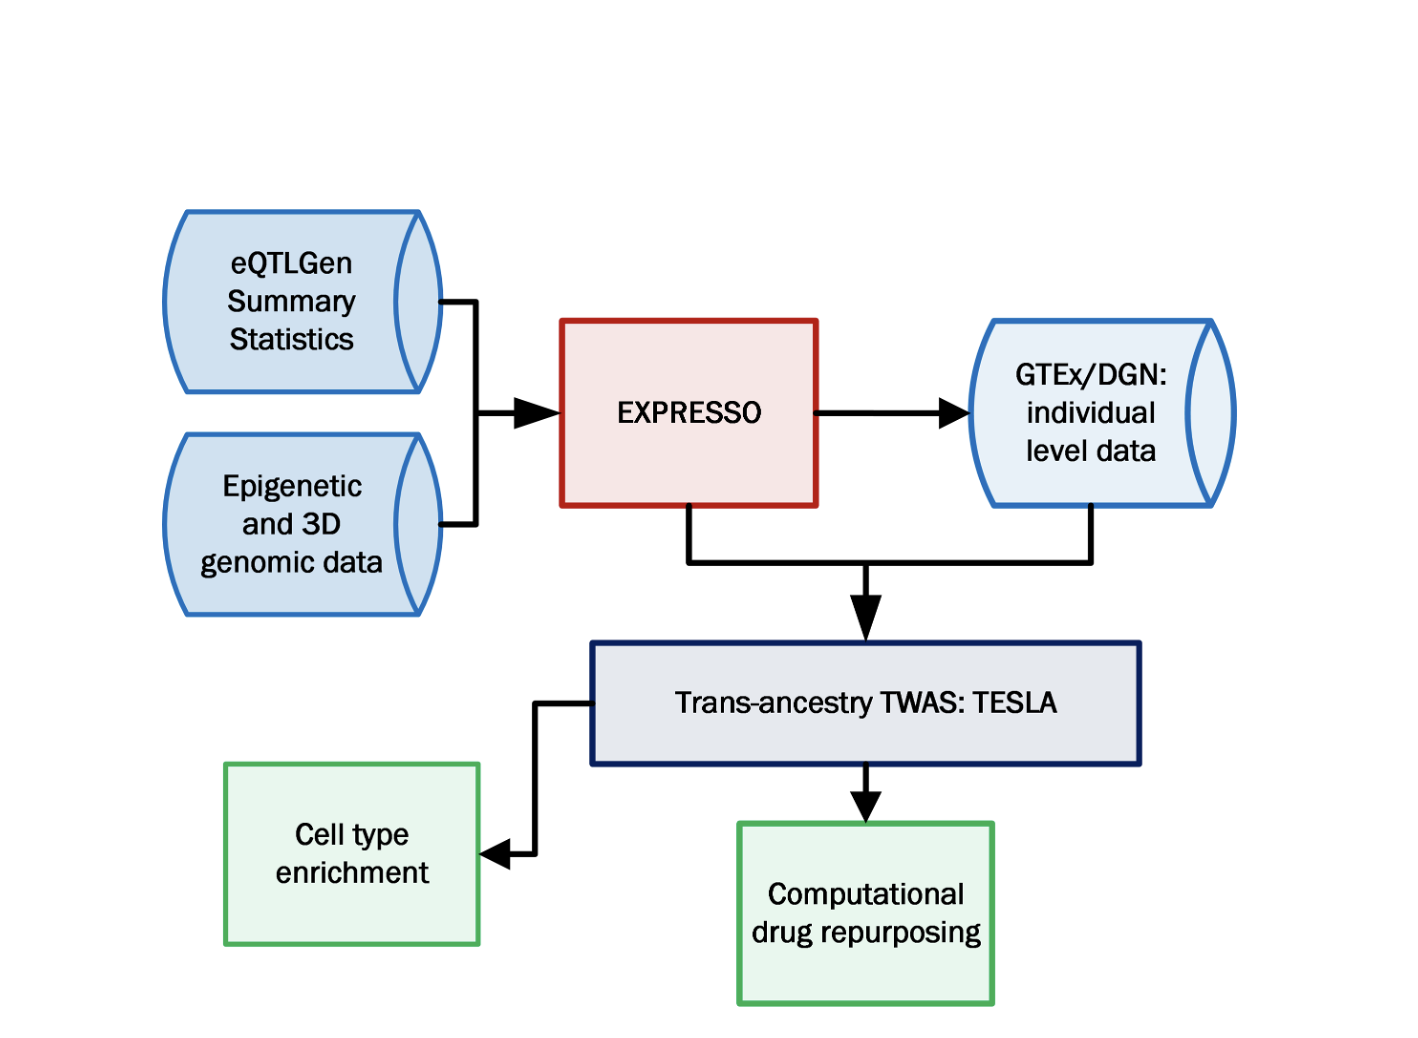 eQTLGen
Summary
Statistics
Epigenetic
and 3D
genomic data
EXPRESSO
GTEx/DGN:
individual
level data
Trans-ancestry TWAS: TESLA
Cell type
enrichment
Computational
drug repurposing